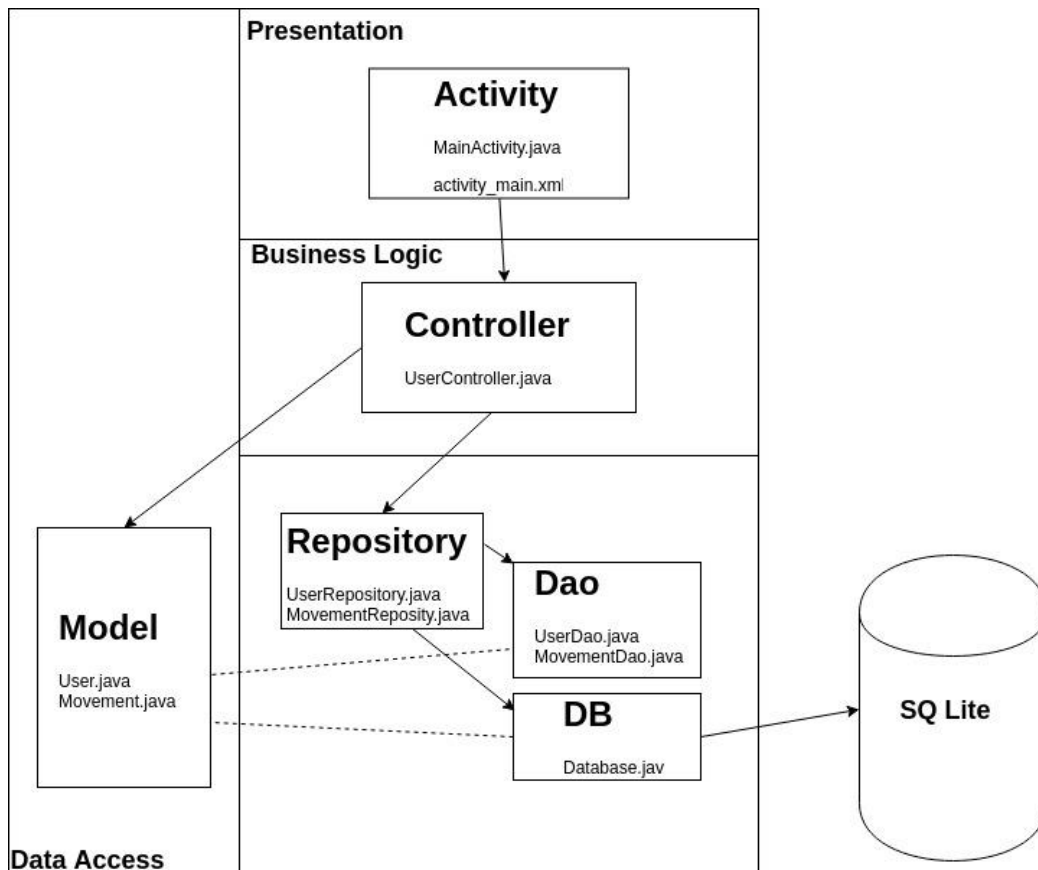 Presentation
Activity
MainActivity.java
activity_main.xml
Business Logic
Controller
UserController.java
Repository
UserRepository.java
MovementReposity.java
Dao
UserDao.java
MovementDao.java
Model
User.java
Movement.java
DB
Database.jav
SQ Lite
Data Access